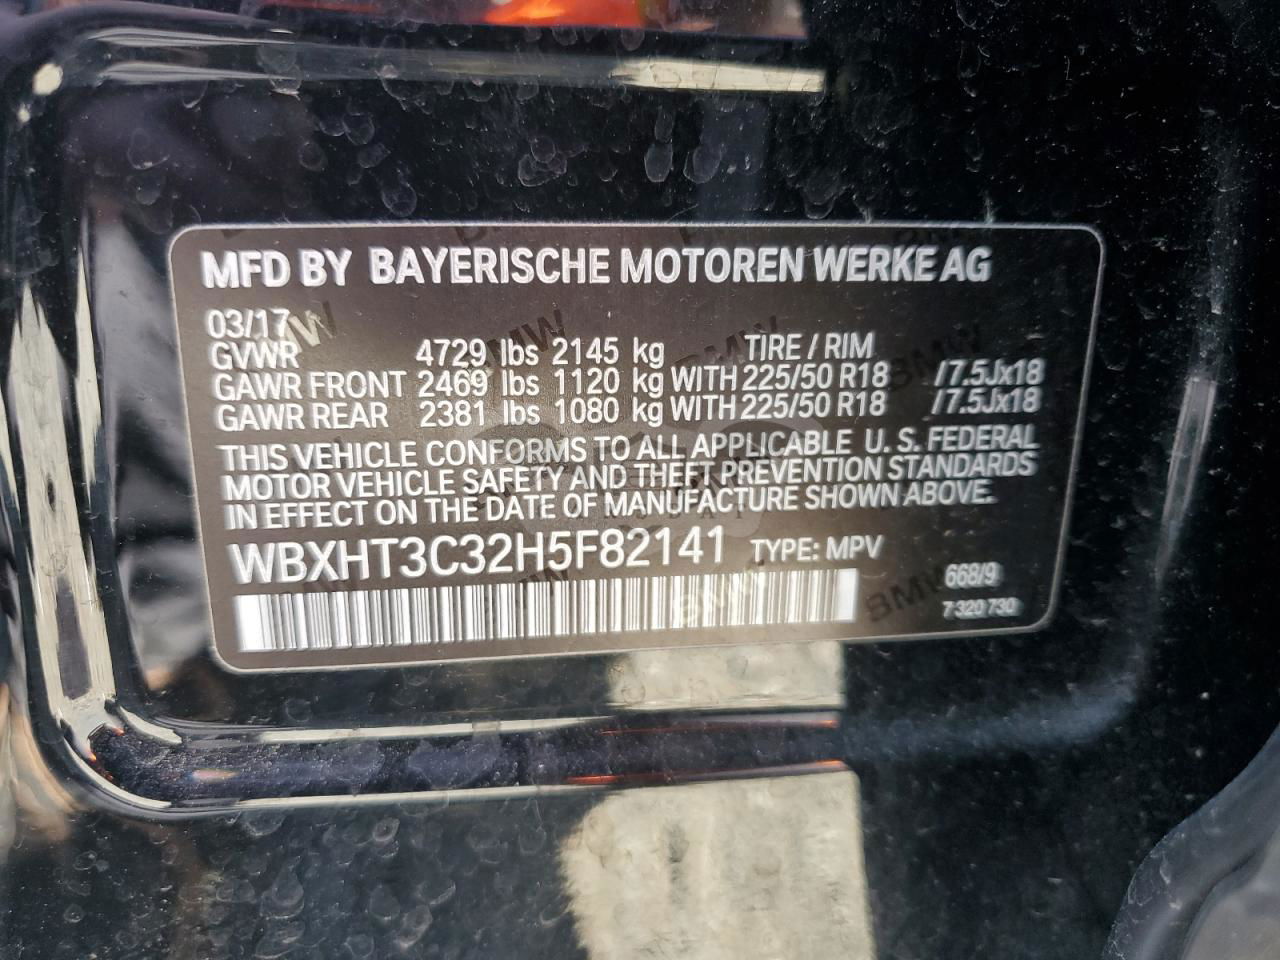 MFD BY BAYERISCHE MOTOREN WERKE AG
03/17
GVWR 4729 lbs 2145 kg TIRE / RIM
GAWR FRONT 2469 lbs 1120 kg WITH 225/50 R18 /7.5Jx18
GAWR REAR 2381 lbs 1080 kg WITH 225/50 R18 /7.5Jx18
THIS VEHICLE CONFORMS TO ALL APPLICABLE U. S. FEDERAL
MOTOR VEHICLE SAFETY AND THEFT PREVENTION STANDARDS
IN EFFECT ON THE DATE OF MANUFACTURE SHOWN ABOVE.
WBXHT3C32H5F82141 TYPE: MPV
668/9
7 320 730